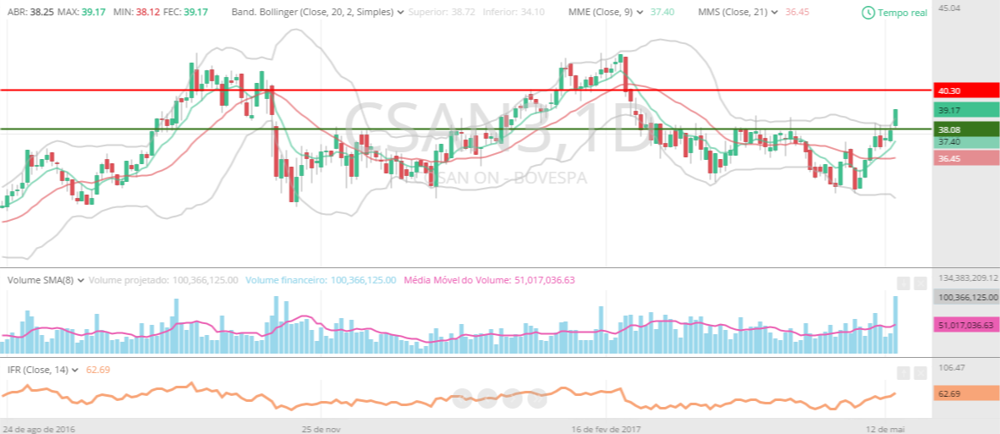 ABR: 38.25 MAX: 39.17 MIN: 38.12 FEC: 39.17 Band. Bollinger (Close, 20, 2, Simples) Superior: 38.72 Inferior: 34.10 MME (Close, 9) 37.40 MMS (Close, 21) 36.45 Tempo real
45.04
40.30
39.17
38.08
37.40
36.45
CSAN3, 1D
COSAN ON - BOVESPA
Volume SMA(8) Volume projetado: 100,366,125.00 Volume financeiro: 100,366,125.00 Média Móvel do Volume: 51,017,036.63
134,383,209.12
100,366,125.00
51,017,036.63
IFR (Close, 14) 62.69
106.47
62.69
24 de ago de 2016 25 de nov 16 de fev de 2017 12 de mai